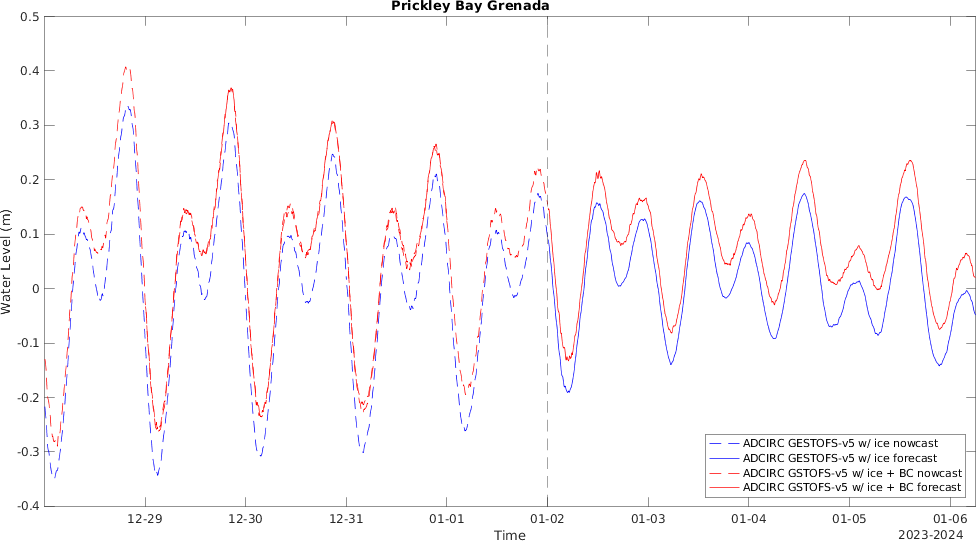 Prickley Bay Grenada
0.5
0.4
0.3
0.2
0.1
0
-0.1
-0.2
-0.3
-0.4
Water Level (m)
12-29
12-30
12-31
01-01
01-02
01-03
01-04
01-05
01-06
Time
2023-2024
ADCIRC GESTOFS-v5 w/ ice nowcast
ADCIRC GESTOFS-v5 w/ ice forecast
ADCIRC GSTOFS-v5 w/ ice + BC nowcast
ADCIRC GSTOFS-v5 w/ ice + BC forecast